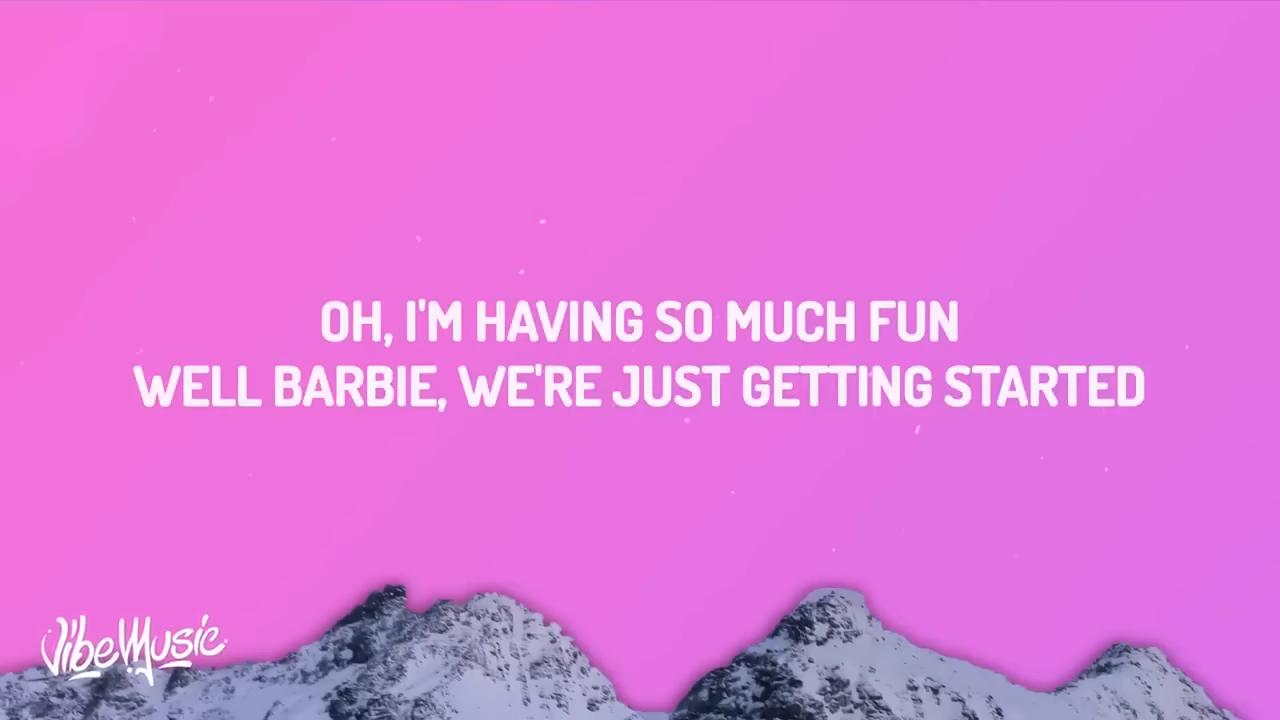 OH, I'M HAVING SO MUCH FUN
WELL BARBIE, WE'RE JUST GETTING STARTED
VibeMusic